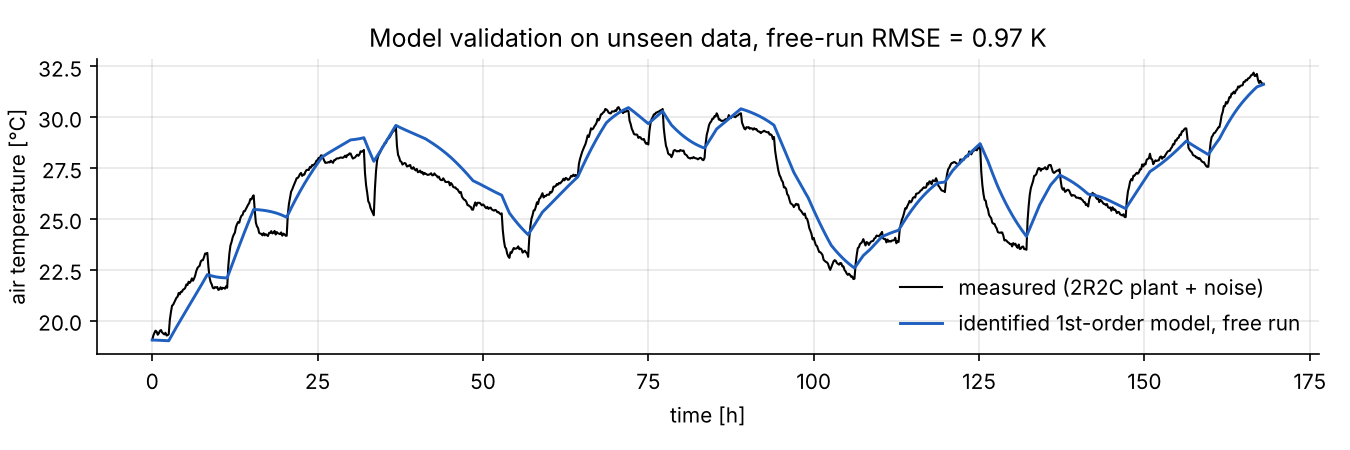 Model validation on unseen data, free-run RMSE = 0.97 K
air temperature [°C]
32.5
30.0
27.5
25.0
22.5
20.0
measured (2R2C plant + noise)
identified 1st-order model, free run
0 25 50 75 100 125 150 175
time [h]